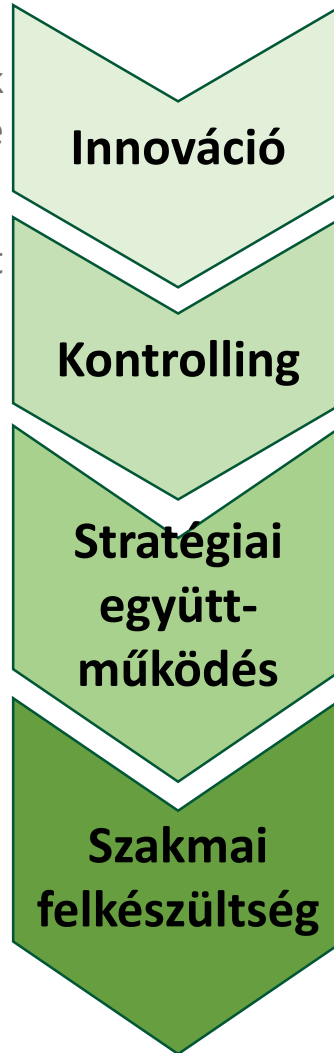 Innováció
Kontrolling
Stratégiai
együtt-
működés
Szakmai
felkészültség